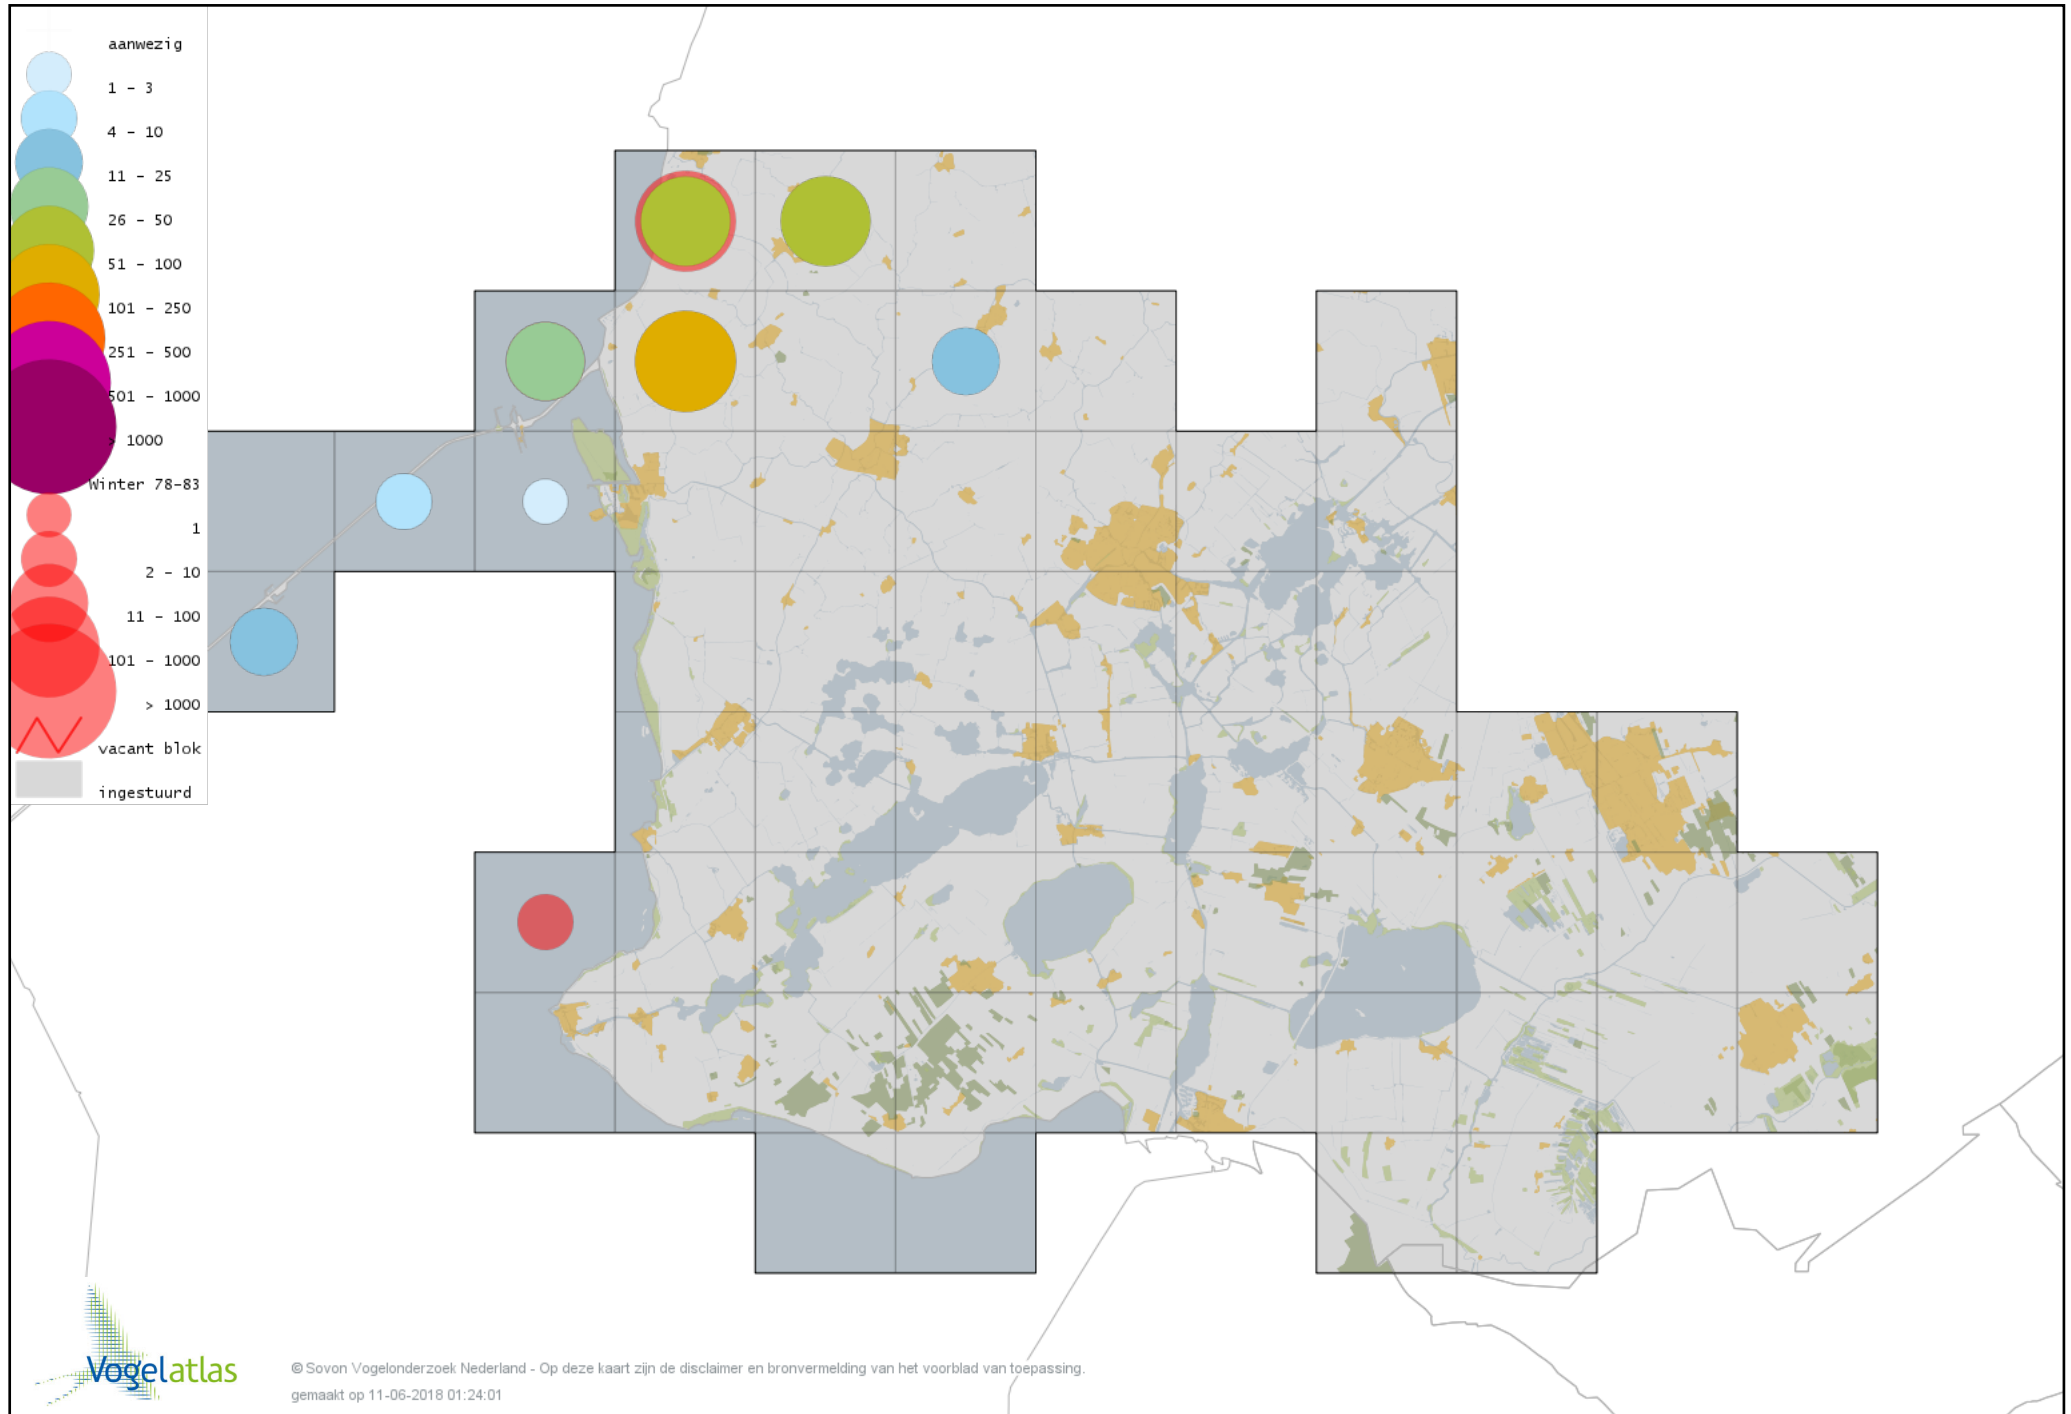 aanwezig
1 - 3
4 - 10
11 - 25
26 - 50
51 - 100
101 - 250
251 - 500
501 - 1000
> 1000
Winter 78-83
1
2 - 10
11 - 100
101 - 1000
> 1000
vacant blok
ingestuurd
Vogelatlas
© Sovon Vogelonderzoek Nederland - Op deze kaart zijn de disclaimer en bronvermelding van het voorblad van toepassing.
gemaakt op 11-06-2018 01:24:01